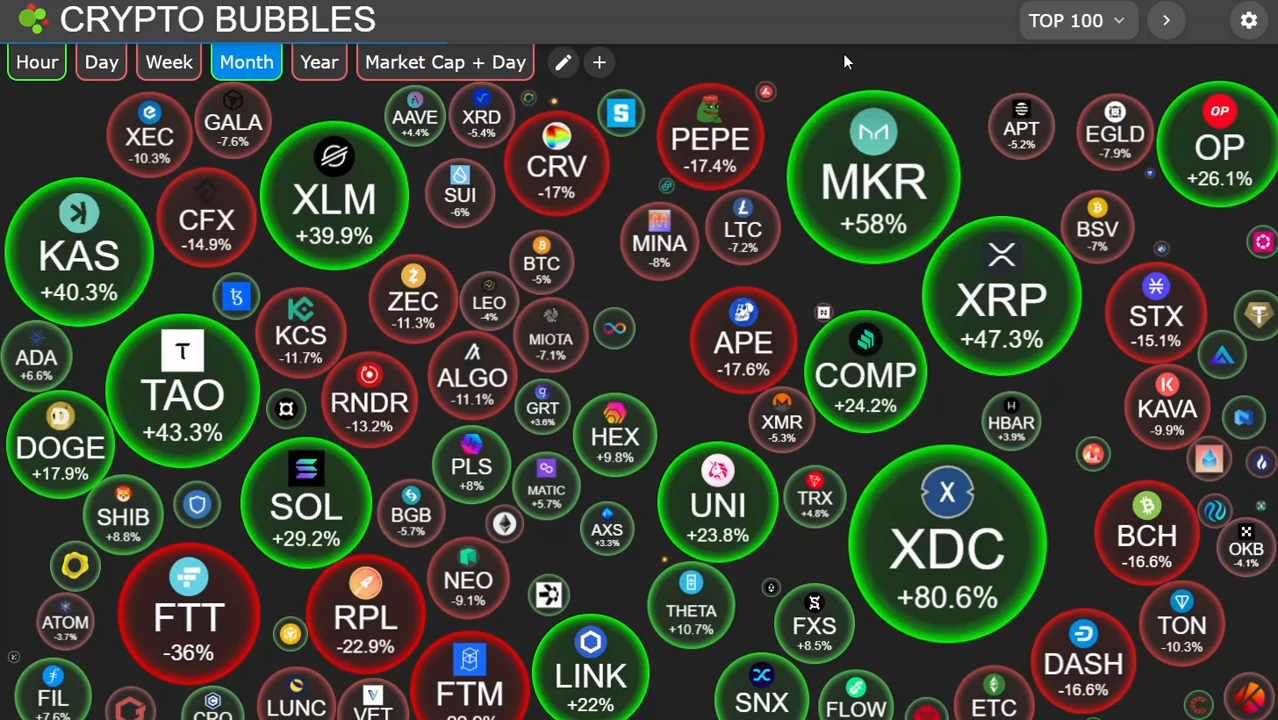 CRYPTO BUBBLES
TOP 100
Hour
Day
Week
Month
Year
Market Cap + Day
XEC
-10.3%
GALA
-7.6%
AAVE
+4.4%
XRD
-5.4%
CRV
-17%
PEPE
-17.4%
MKR
+58%
APT
-5.2%
EGLD
-7.9%
OP
OP
+26.1%
KAS
+40.3%
CFX
-14.9%
XLM
+39.9%
SUI
-6%
MINA
-8%
LTC
-7.2%
BSV
-7%
BTC
-5%
ZEC
-11.3%
LEO
-4%
XRP
+47.3%
STX
-15.1%
KCS
-11.7%
MIOTA
-7.1%
APE
-17.6%
ADA
+6.6%
TAO
+43.3%
RNDR
-13.2%
ALGO
-11.1%
COMP
+24.2%
KAVA
-9.9%
DOGE
+17.9%
GRT
+3.6%
HEX
+9.8%
XMR
-5.3%
HBAR
+3.9%
PLS
+8%
MATIC
+5.7%
SHIB
+8.8%
SOL
+29.2%
BGB
-5.7%
AXS
+3.3%
UNI
+23.8%
TRX
+4.8%
XDC
+80.6%
BCH
-16.6%
OKB
-4.1%
NEO
-9.1%
ATOM
-3.7%
FTT
-36%
RPL
-22.9%
THETA
+10.7%
FXS
+8.5%
TON
-10.3%
DASH
-16.6%
FIL
+7.6%
LUNC
VET
FTM
LINK
+22%
SNX
FLOW
ETC